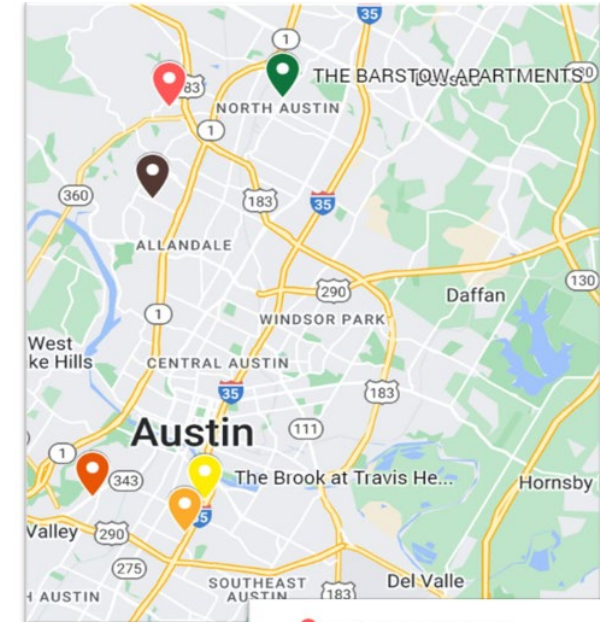 35
1
THE BARSTOW APARTMENTS
83
NORTH AUSTIN
1
360
183
35
ALLANDALE
290
130
Daffan
1
WINDSOR PARK
West
ke Hills
CENTRAL AUSTIN
35
183
Austin
111
1
343
The Brook at Travis He...
Hornsby
35
Valley
290
275
SOUTHEAST
AUSTIN
183
Del Valle
H AUSTIN